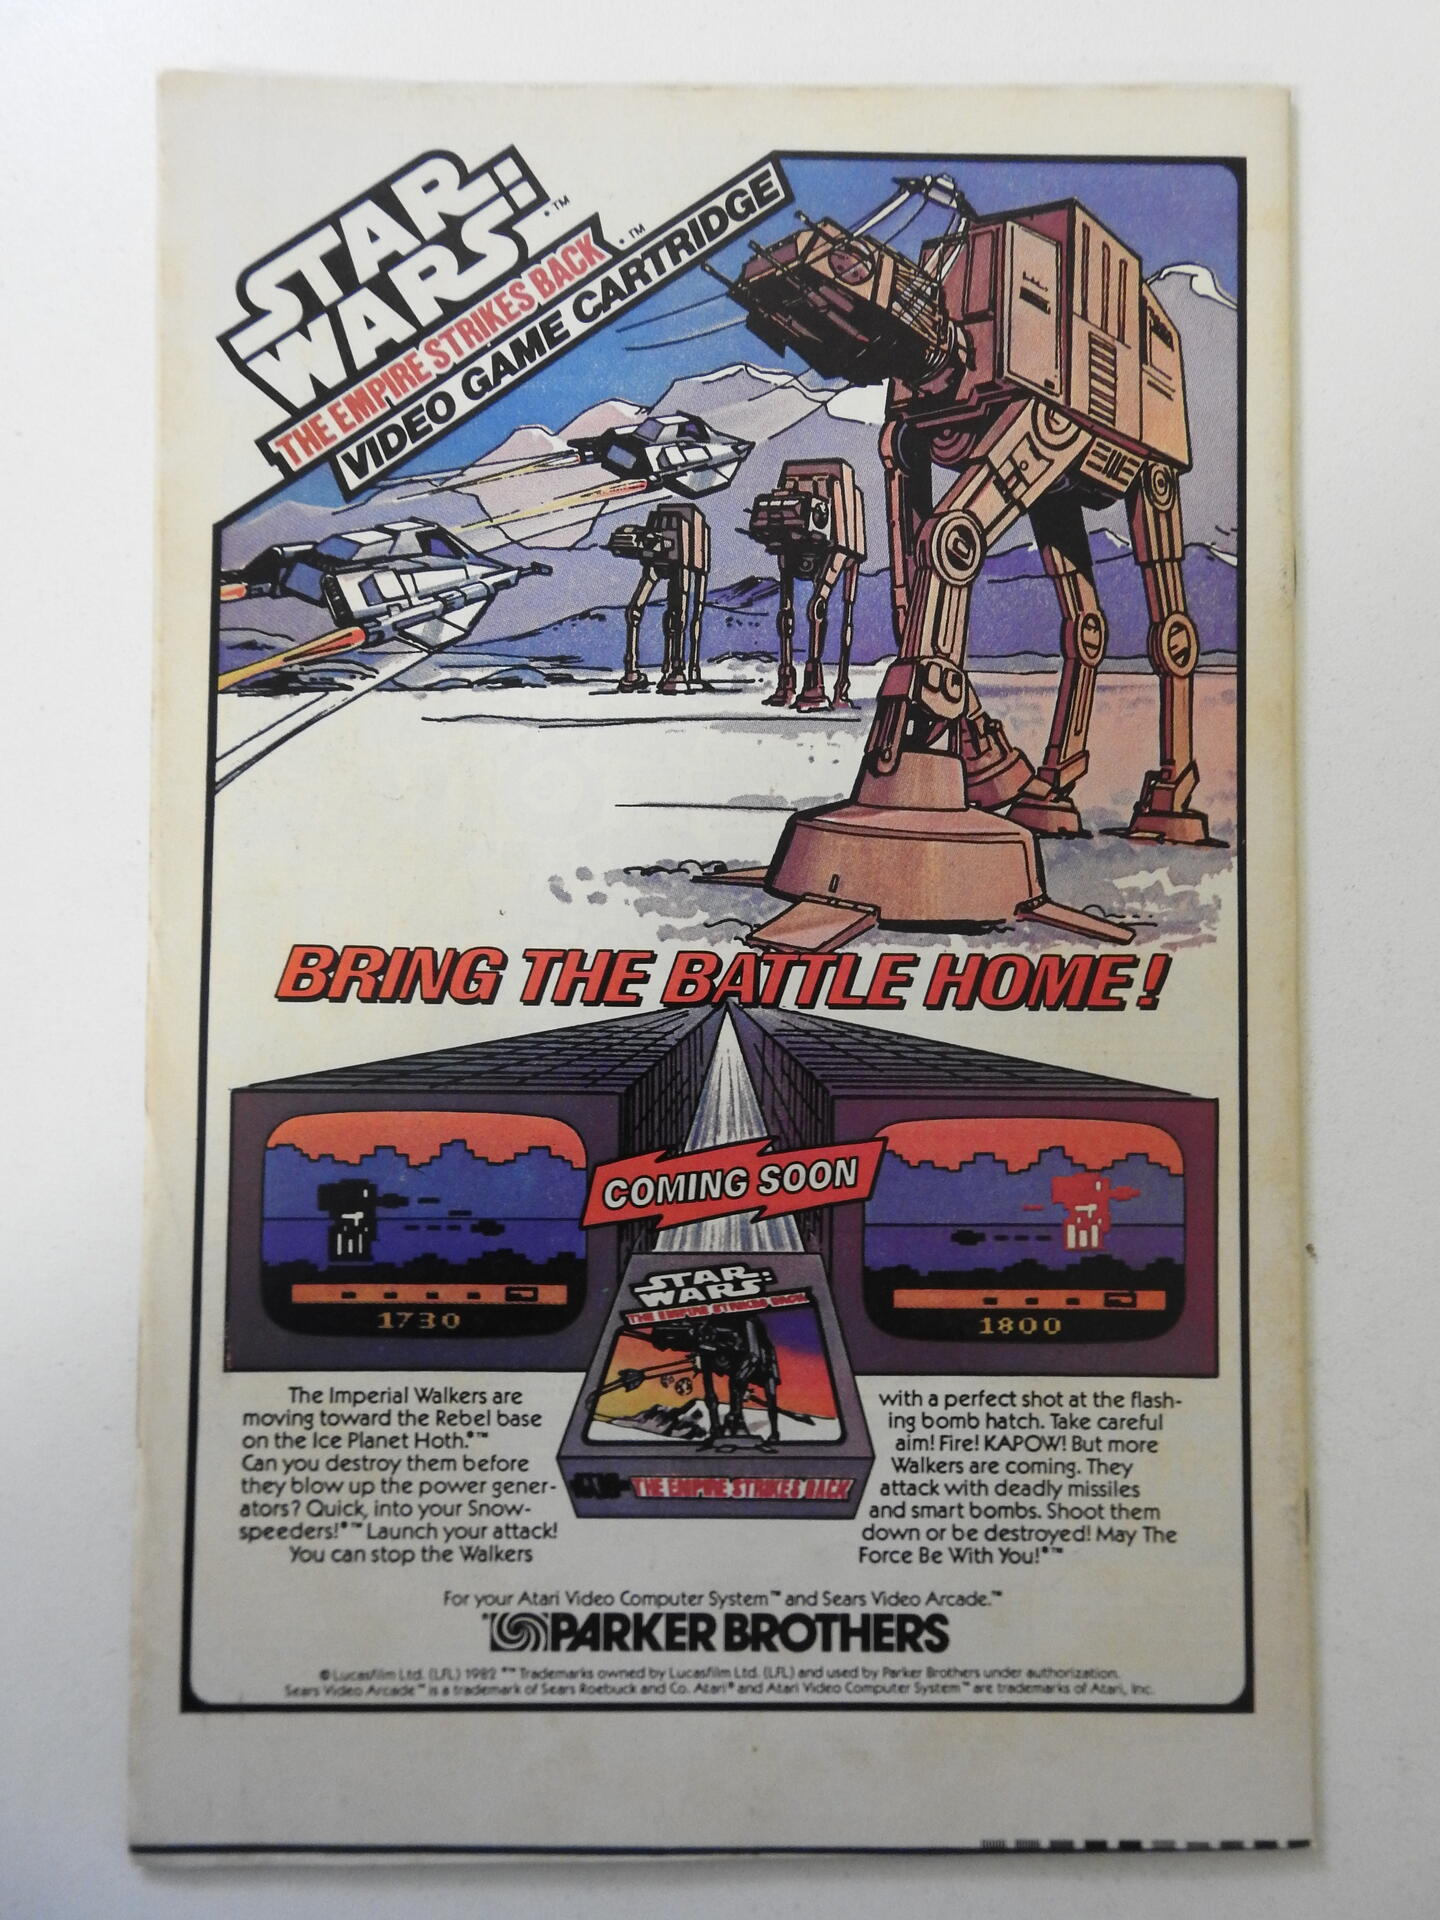 STAR
WARS
THE EMPIRE STRIKES BACK
VIDEO GAME CARTRIDGE
BRING THE BATTLE HOME!
COMING SOON
1730
1800
STAR
WARS
THE EMPIRE STRIKES BACK
THE EMPIRE STRIKES BACK
The Imperial Walkers are
moving toward the Rebel base
on the Ice Planet Hoth.®™
Can you destroy them before
they blow up the power gener-
ators? Quick, into your Snow-
speeders!®™ Launch your attack!
You can stop the Walkers
with a perfect shot at the flash-
ing bomb hatch. Take careful
aim! Fire! KAPOW! But more
Walkers are coming. They
attack with deadly missiles
and smart bombs. Shoot them
down or be destroyed! May The
Force Be With You!®™
For your Atari Video Computer System™ and Sears Video Arcade.™
PARKER BROTHERS
© Lucasfilm Ltd. (LFL) 1982 ®™ Trademarks owned by Lucasfilm Ltd. (LFL) and used by Parker Brothers under authorization.
Sears Video Arcade™ is a trademark of Sears Roebuck and Co. Atari® and Atari Video Computer System™ are trademarks of Atari, Inc.